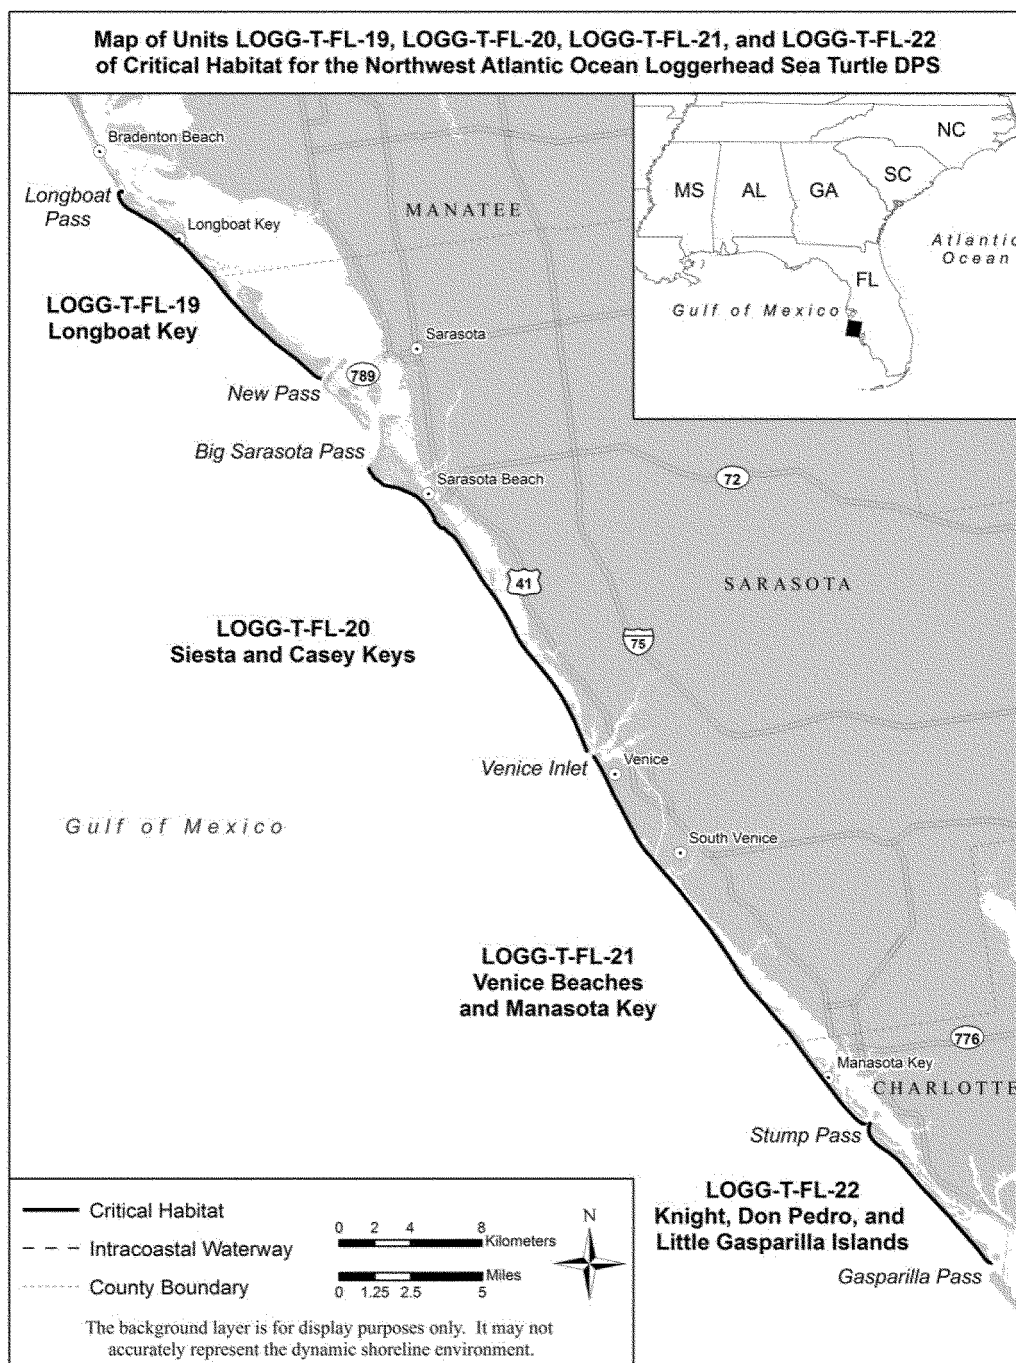 Map of Units LOGG-T-FL-19, LOGG-T-FL-20, LOGG-T-FL-21, and LOGG-T-FL-22
of Critical Habitat for the Northwest Atlantic Ocean Loggerhead Sea Turtle DPS
Bradenton Beach
Longboat
Pass
Longboat Key
MANATEE
NC
SC
MS
AL
GA
Atlantic
Ocean
FL
Gulf of Mexico
LOGG-T-FL-19
Longboat Key
Sarasota
789
New Pass
Big Sarasota Pass
Sarasota Beach
72
41
SARASOTA
LOGG-T-FL-20
Siesta and Casey Keys
75
Venice Inlet
Venice
Gulf of Mexico
South Venice
LOGG-T-FL-21
Venice Beaches
and Manasota Key
776
Manasota Key
CHARLOTTE
Stump Pass
LOGG-T-FL-22
Knight, Don Pedro, and
Little Gasparilla Islands
Gasparilla Pass
Critical Habitat
Intracoastal Waterway
County Boundary
0 2 4 8
Kilometers
Miles
0 1.25 2.5 5
N
The background layer is for display purposes only. It may not
accurately represent the dynamic shoreline environment.